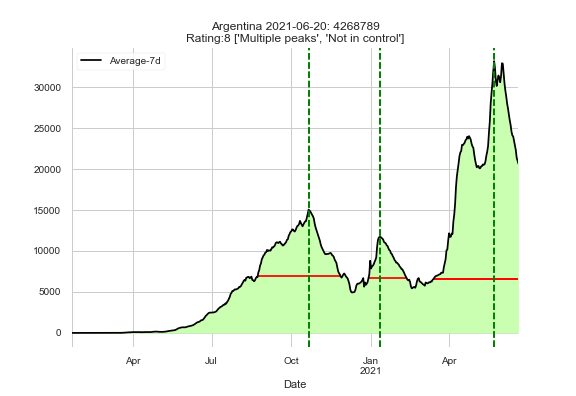 Argentina 2021-06-20: 4268789
Rating:8 ['Multiple peaks', 'Not in control']
Average-7d
30000
25000
20000
15000
10000
5000
0
Apr Jul Oct Jan Apr
2021
Date